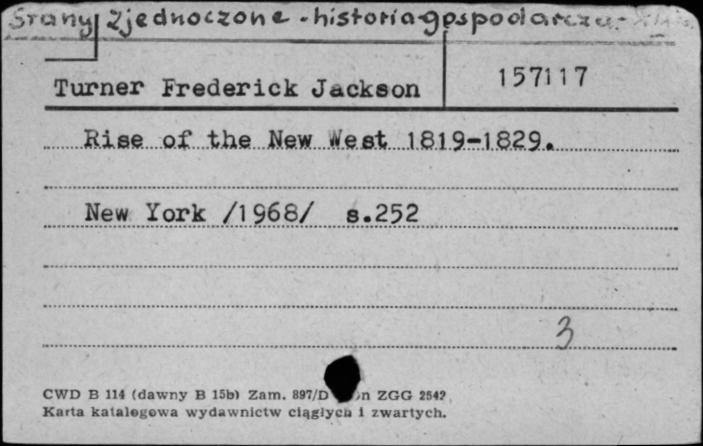 Stany Zjednoczone - historia gospodarcza -
Turner Frederick Jackson
157117
Rise of the New West 1819-1829.
New York /1968/ s.252
3
CWD B 114 (dawny B 15b) Zam. 897/D n ZGG 2542
Karta katalogowa wydawnictw ciągłych i zwartych.